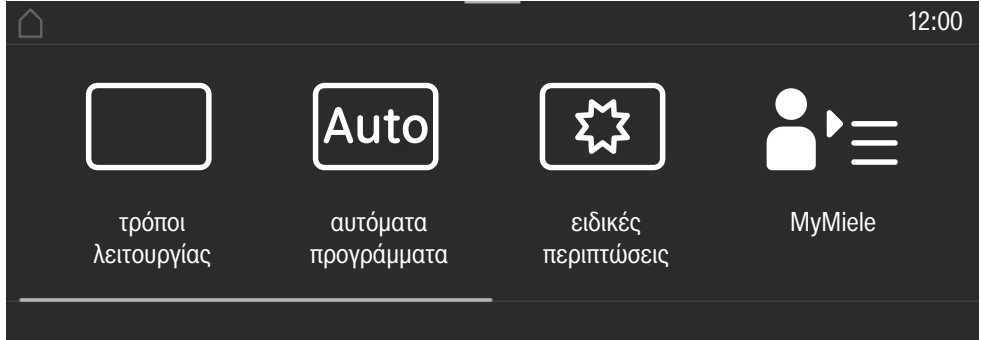 12:00
Auto
τρόποι
λειτουργίας
αυτόματα
προγράμματα
ειδικές
περιπτώσεις
MyMiele